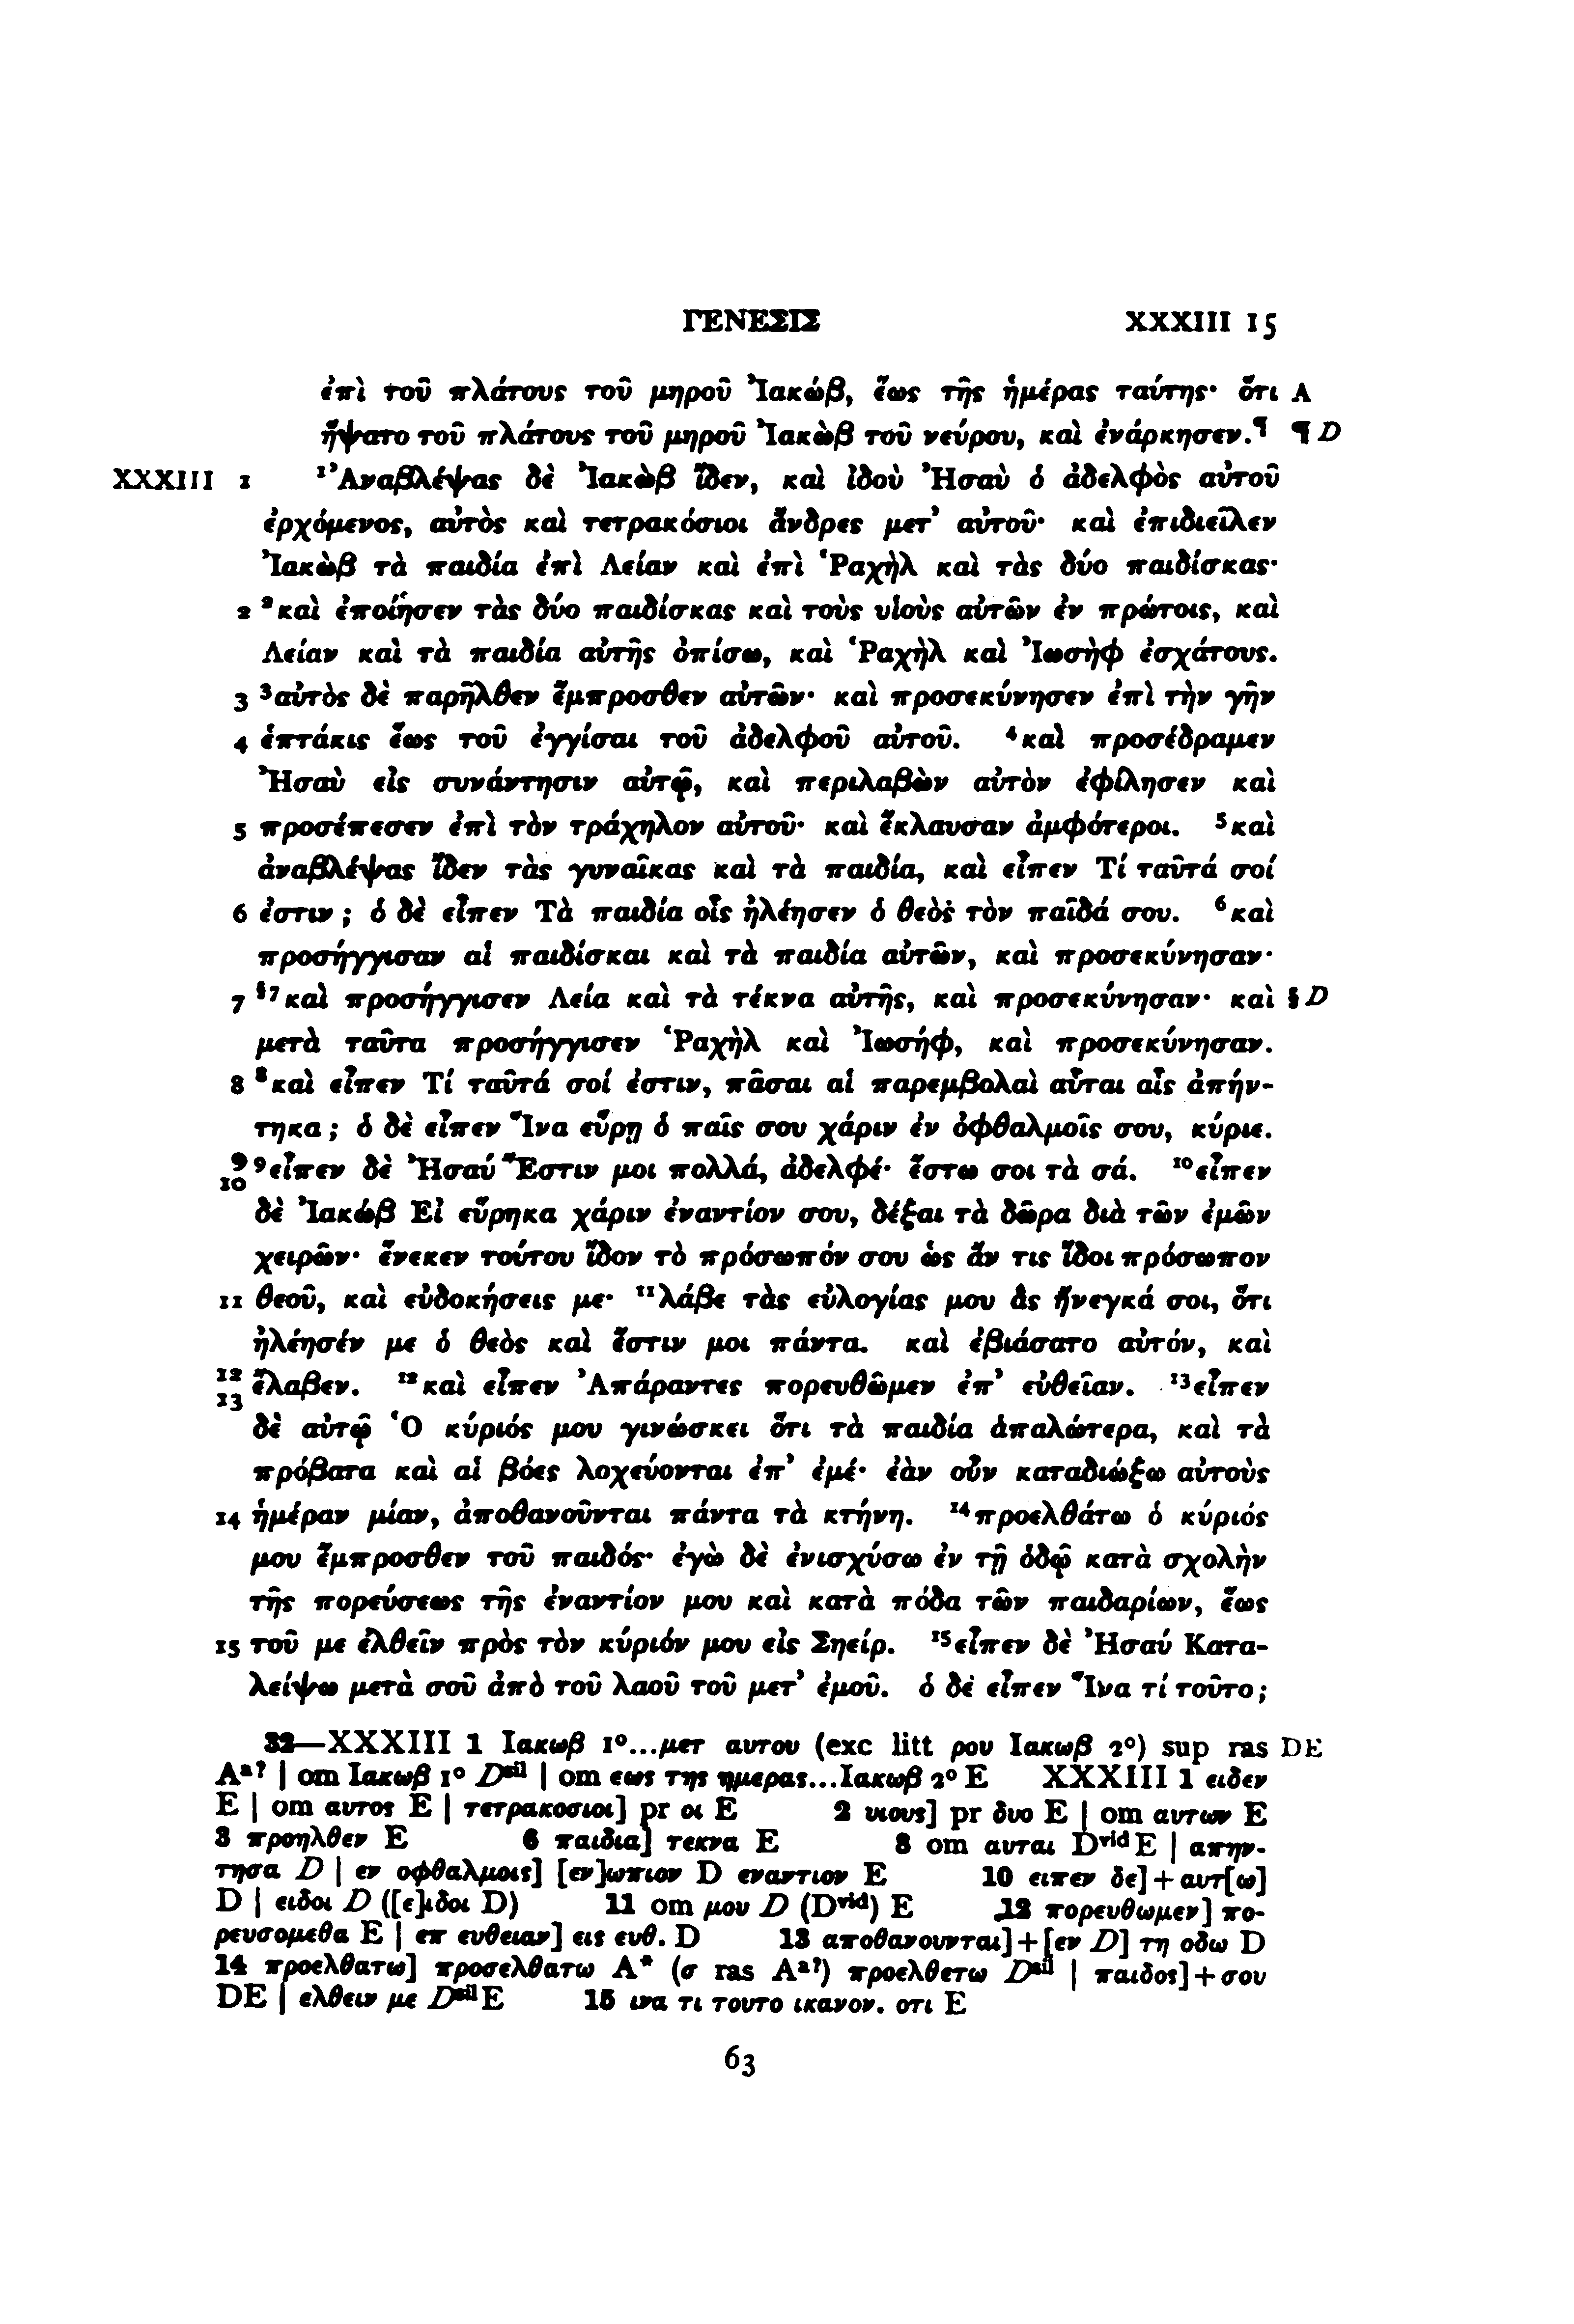 ΓΕΝΕΣΙΣ XXXIII 15
ἐπὶ τοῦ πλάτους τοῦ μηροῦ Ἰακώβ, ἕως τῆς ἡμέρας ταύτης· ὅτι A
ἥψατο τοῦ πλάτους τοῦ μηροῦ Ἰακὼβ τοῦ νεύρου, καὶ ἐνάρκησεν.¶ ¶ D
XXXIII 1 ¹Ἀναβλέψας δὲ Ἰακὼβ ἴδεν, καὶ ἰδοὺ Ἠσαὺ ὁ ἀδελφὸς αὐτοῦ
ἐρχόμενος, αὐτὸς καὶ τετρακόσιοι ἄνδρες μετ’ αὐτοῦ· καὶ ἐπιδιεῖλεν
Ἰακὼβ τὰ παιδία ἐπὶ Λείαν καὶ ἐπὶ Ῥαχὴλ καὶ τὰς δύο παιδίσκας·
2 ²καὶ ἐποίησεν τὰς δύο παιδίσκας καὶ τοὺς υἱοὺς αὐτῶν ἐν πρώτοις, καὶ
Λείαν καὶ τὰ παιδία αὐτῆς ὀπίσω, καὶ Ῥαχὴλ καὶ Ἰωσὴφ ἐσχάτους.
3 ³αὐτὸς δὲ παρῆλθεν ἔμπροσθεν αὐτῶν· καὶ προσεκύνησεν ἐπὶ τὴν γῆν
4 ἑπτάκις ἕως τοῦ ἐγγίσαι τοῦ ἀδελφοῦ αὐτοῦ. ⁴καὶ προσέδραμεν
Ἠσαὺ εἰς συνάντησιν αὐτῷ, καὶ περιλαβὼν αὐτὸν ἐφίλησεν καὶ
5 προσέπεσεν ἐπὶ τὸν τράχηλον αὐτοῦ· καὶ ἔκλαυσαν ἀμφότεροι. ⁵καὶ
ἀναβλέψας ἴδεν τὰς γυναῖκας καὶ τὰ παιδία, καὶ εἶπεν Τί ταῦτά σοί
6 ἐστιν; ὁ δὲ εἶπεν Τὰ παιδία οἷς ἠλέησεν ὁ θεὸς τὸν παῖδά σου. ⁶καὶ
προσήγγισαν αἱ παιδίσκαι καὶ τὰ παιδία αὐτῶν, καὶ προσεκύνησαν·
7 §⁷καὶ προσήγγισεν Λεία καὶ τὰ τέκνα αὐτῆς, καὶ προσεκύνησαν· καὶ § D
μετὰ ταῦτα προσήγγισεν Ῥαχὴλ καὶ Ἰωσήφ, καὶ προσεκύνησαν.
8 ⁸καὶ εἶπεν Τί ταῦτά σοί ἐστιν, πᾶσαι αἱ παρεμβολαὶ αὗται αἷς ἀπήν-
τηκα; ὁ δὲ εἶπεν Ἵνα εὕρῃ ὁ παῖς σου χάριν ἐν ὀφθαλμοῖς σου, κύριε.
9 ⁹εἶπεν δὲ Ἠσαύ Ἔστιν μοι πολλά, ἀδελφέ· ἔστω σοι τὰ σά. ¹⁰εἶπεν
10 δὲ Ἰακώβ Εἰ εὕρηκα χάριν ἐναντίον σου, δέξαι τὰ δῶρα διὰ τῶν ἐμῶν
χειρῶν· ἕνεκεν τούτου ἴδον τὸ πρόσωπόν σου ὡς ἄν τις ἴδοι πρόσωπον
11 θεοῦ, καὶ εὐδοκήσεις με· ¹¹λάβε τὰς εὐλογίας μου ἃς ἤνεγκά σοι, ὅτι
ἠλέησέν με ὁ θεὸς καὶ ἔστιν μοι πάντα. καὶ ἐβιάσατο αὐτόν, καὶ
12 ἔλαβεν. ¹²καὶ εἶπεν Ἀπάραντες πορευθῶμεν ἐπ’ εὐθεῖαν. ¹³εἶπεν
13 δὲ αὐτῷ Ὁ κύριός μου γινώσκει ὅτι τὰ παιδία ἁπαλώτερα, καὶ τὰ
πρόβατα καὶ αἱ βόες λοχεύονται ἐπ’ ἐμέ· ἐὰν οὖν καταδιώξω αὐτοὺς
14 ἡμέραν μίαν, ἀποθανοῦνται πάντα τὰ κτήνη. ¹⁴προελθάτω ὁ κύριός
μου ἔμπροσθεν τοῦ παιδός· ἐγὼ δὲ ἐνισχύσω ἐν τῇ ὁδῷ κατὰ σχολὴν
τῆς πορεύσεως τῆς ἐναντίον μου καὶ κατὰ πόδα τῶν παιδαρίων, ἕως
15 τοῦ με ἐλθεῖν πρὸς τὸν κύριόν μου εἰς Σηείρ. ¹⁵εἶπεν δὲ Ἠσαύ Κατα-
λείψω μετὰ σοῦ ἀπὸ τοῦ λαοῦ τοῦ μετ’ ἐμοῦ. ὁ δὲ εἶπεν Ἵνα τί τοῦτο;
32—XXXIII 1 Ιακωβ 1º...μετ αυτου (exc litt ρου Ιακωβ 2º) sup ras DE
Aᵃ? | om Ιακωβ 1º Dˢⁱˡ | om εως της ημερας...Ιακωβ 2º E XXXIII 1 ειδεν
E | om αυτος E | τετρακοσιοι] pr οι E 2 υιους] pr δυο E | om αυτων E
3 προηλθεν E 6 παιδια] τεκνα E 8 om αυται Dᵛⁱᵈ E | απην-
τησα D | εν οφθαλμοις] [εν]ωπιον D εναντιον E 10 ειπεν δε] + αυτ[ω]
D | ειδοι D ([ε]ιδοι D) 11 om μου D (Dᵛⁱᵈ) E 12 πορευθωμεν] πο-
ρευσομεθα E | επ ευθειαν] εις ευθ. D 13 αποθανουνται] + [εν D] τη οδω D
14 προελθατω] προσελθατω A* (σ ras Aᵃ?) προελθετω Dˢⁱˡ | παιδος] + σου
DE | ελθειν με Dˢⁱˡ E 15 ινα τι τουτο ικανον. οτι E
63